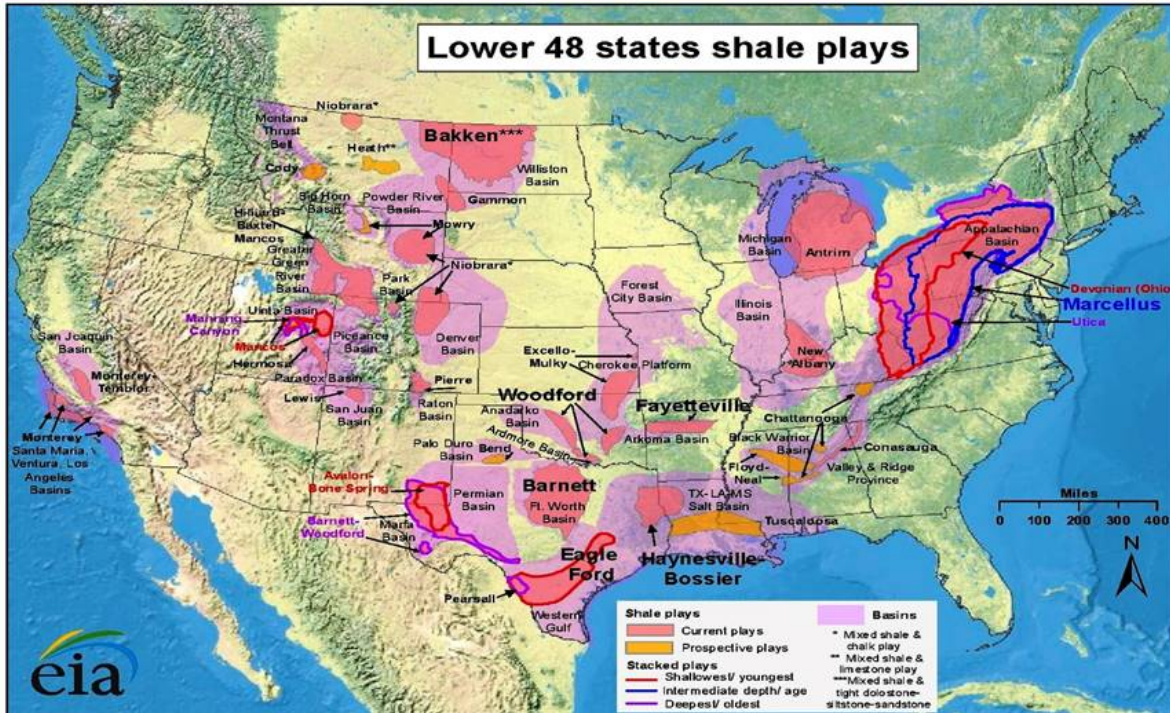 Lower 48 states shale plays
Niobrara*
Montana
Thrust
Belt
Bakken***
Heath**
Cody
Williston
Basin
Big Horn
Basin
Powder River
Basin
Gammon
Hilliard-
Baxter-
Mancos
Mowry
Greater
Green
River
Basin
Park
Basin
Niobrara*
Michigan
Basin
Antrim
Appalachian
Basin
Devonian (Ohio)
Marcellus
Utica
Forest
City Basin
Illinois
Basin
Uinta Basin
Manning
Canyon
Mancos
Piceance
Basin
Denver
Basin
Hermosa
Paradox Basin
San Joaquin
Basin
Monterey-
Temblor
Excello-
Mulky
Cherokee Platform
New
Albany
Pierre
Lewis
San Juan
Basin
Raton
Basin
Woodford
Anadarko
Basin
Fayetteville
Chattanooga
Monterey
Santa Maria,
Ventura, Los
Angeles
Basins
Ardmore Basin
Arkoma Basin
Black Warrior
Basin
Conasauga
Palo Duro
Basin
Bend
Floyd-
Neal
Valley & Ridge
Province
Avalon-
Bone Spring
Permian
Basin
Barnett
Ft. Worth
Basin
TX-LA-MS
Salt Basin
Tuscaloosa
Barnett-
Woodford
Marfa
Basin
Eagle
Ford
Haynesville-
Bossier
Pearsall
Western
Gulf
Miles
0 100 200 300 400
N
Shale plays
Current plays
Prospective plays
Stacked plays
Shallowest/ youngest
Intermediate depth/ age
Deepest/ oldest
Basins
* Mixed shale &
chalk play
** Mixed shale &
limestone play
***Mixed shale &
tight dolostone-
siltstone-sandstone
eia